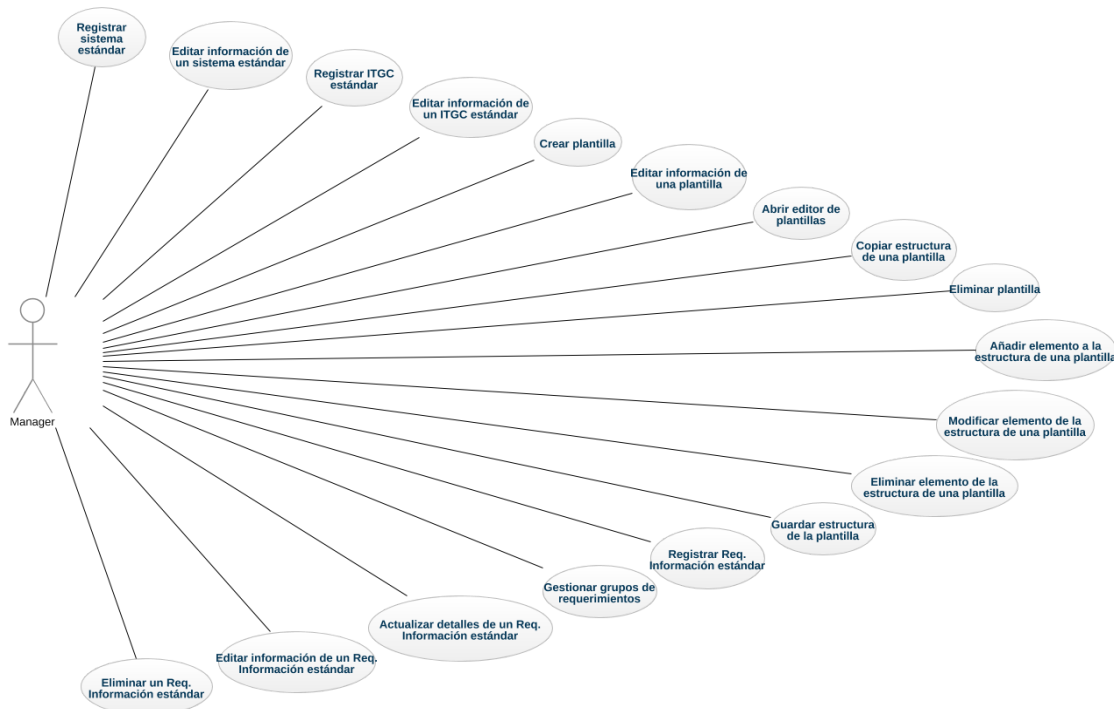 Registrar
sistema
estándar
Editar información de
un sistema estándar
Registrar ITGC
estándar
Editar información de
un ITGC estándar
Crear plantilla
Editar información de
una plantilla
Abrir editor de
plantillas
Copiar estructura
de una plantilla
Eliminar plantilla
Añadir elemento a la
estructura de una plantilla
Manager
Modificar elemento de la
estructura de una plantilla
Eliminar elemento de la
estructura de una plantilla
Guardar estructura
de la plantilla
Registrar Req.
Información estándar
Gestionar grupos de
requerimientos
Actualizar detalles de un Req.
Información estándar
Editar información de un Req.
Información estándar
Eliminar un Req.
Información estándar